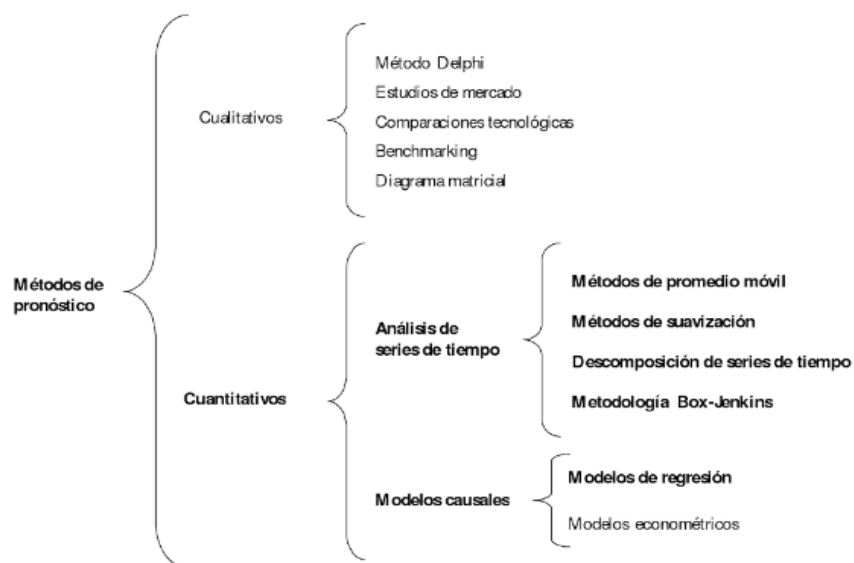 Métodos de
pronóstico
Cualitativos
Método Delphi
Estudios de mercado
Comparaciones tecnológicas
Benchmarking
Diagrama matricial
Cuantitativos
Análisis de
series de tiempo
Métodos de promedio móvil
Métodos de suavización
Descomposición de series de tiempo
Metodología Box-Jenkins
Modelos causales
Modelos de regresión
Modelos econométricos